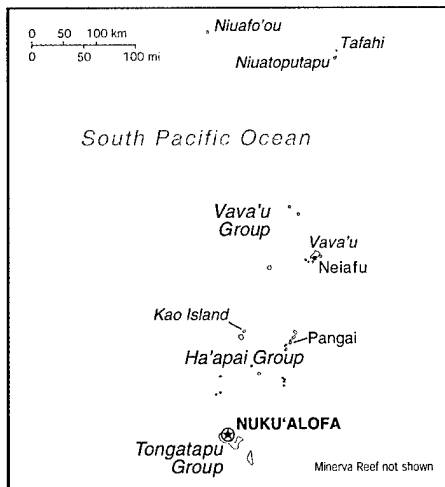 Niuafo'ou
Tafahi
Niuatoputapu
0 50 100 km
0 50 100 mi
South Pacific Ocean
Vava'u
Group
Vava'u
Neiafu
Kao Island
Pangai
Ha'apai Group
NUKU'ALOFA
Tongatapu
Group
Minerva Reef not shown